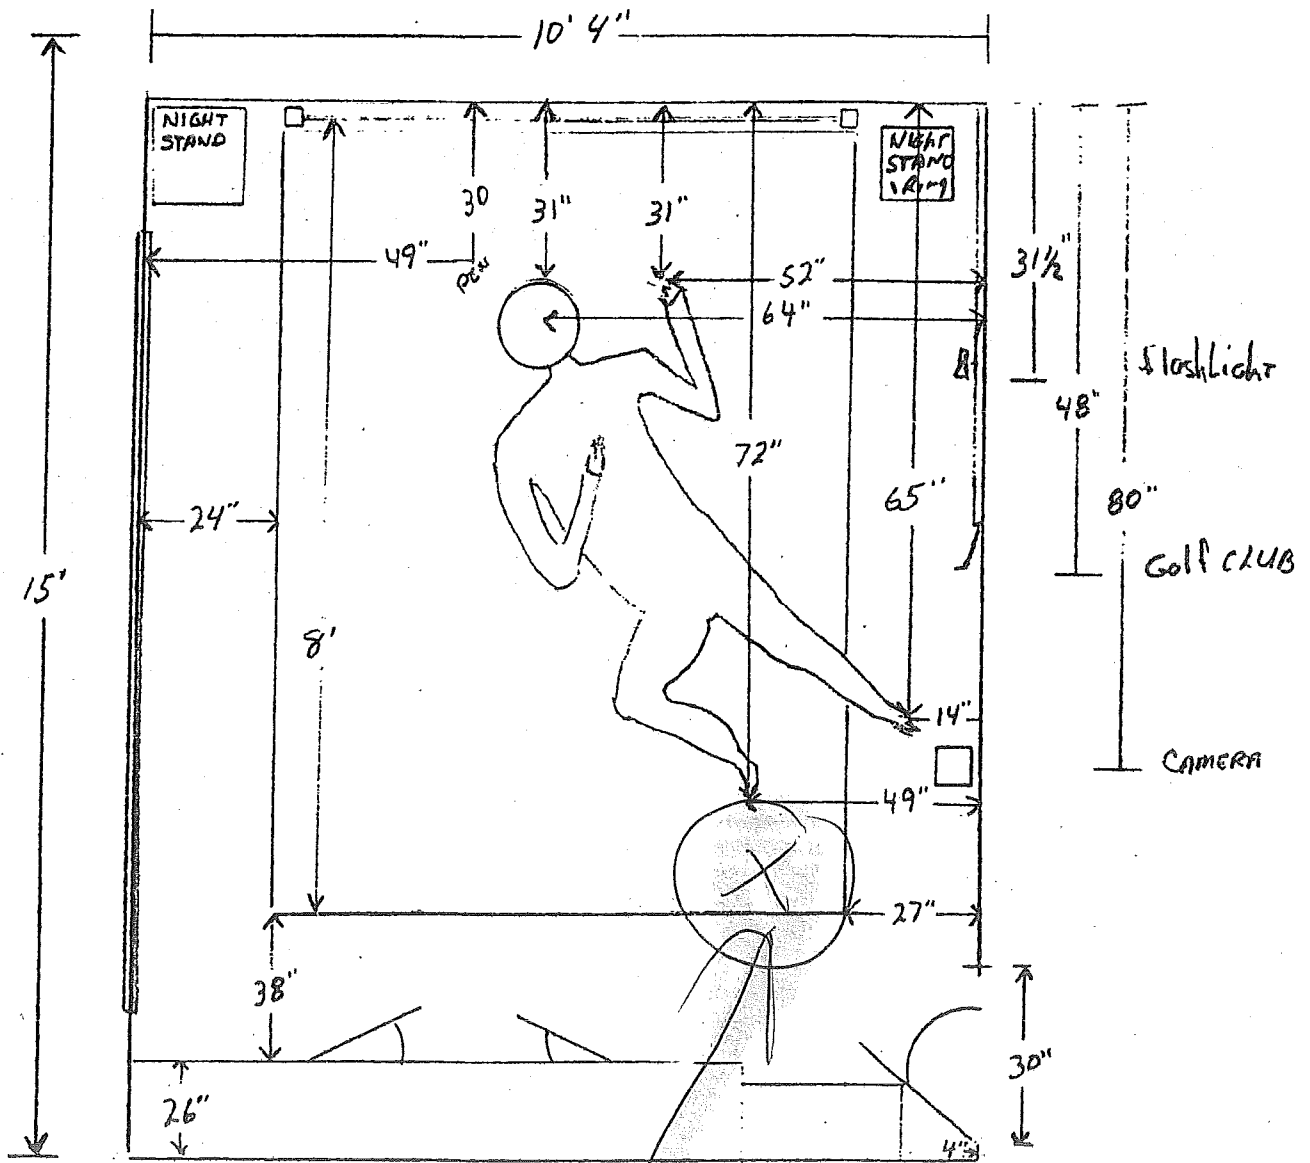 10' 4"
NIGHT
STAND
NIGHT
STAND
30
31"
31"
49"
PEN
52"
64"
31½"
FlashLight
48"
72"
65"
80"
24"
Golf CLUB
15'
8'
14"
CAMERA
49"
27"
38"
30"
26"
4"